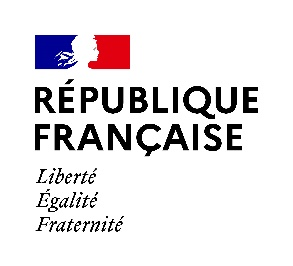 RÉPUBLIQUE
FRANÇAISE
Liberté
Égalité
Fraternité